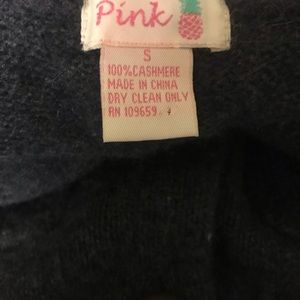 Pink
S
100%CASHMERE
MADE IN CHINA
DRY CLEAN ONLY
RN 109659